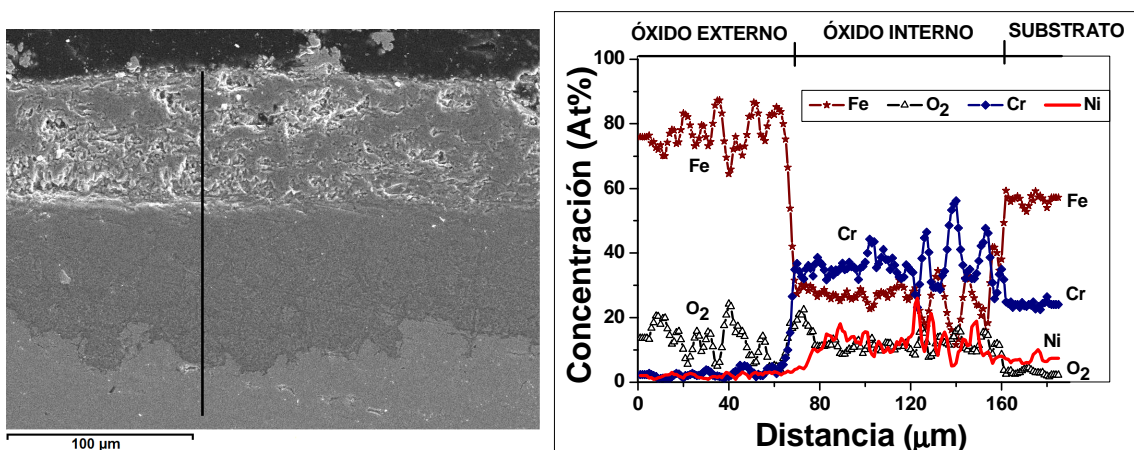 100 µm
ÓXIDO EXTERNO
ÓXIDO INTERNO
SUBSTRATO
Concentración (At%)
100
80
60
40
20
0
Fe
O2
Cr
Ni
Fe
Fe
Cr
O2
Cr
Ni
O2
0
40
80
120
160
Distancia (µm)